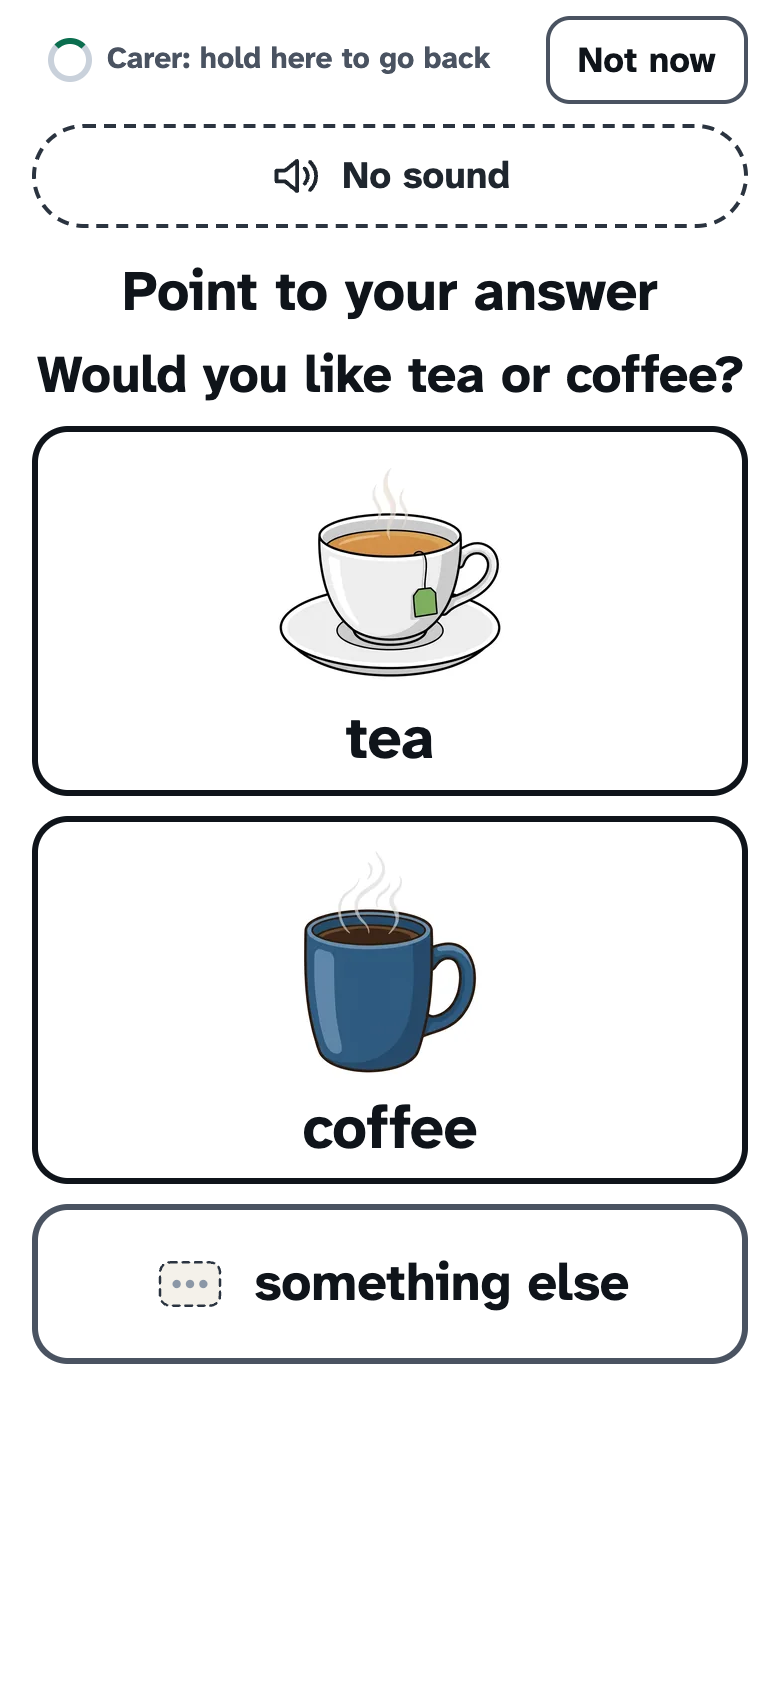 Carer: hold here to go back
Not now
No sound
Point to your answer
Would you like tea or coffee?
tea
coffee
something else